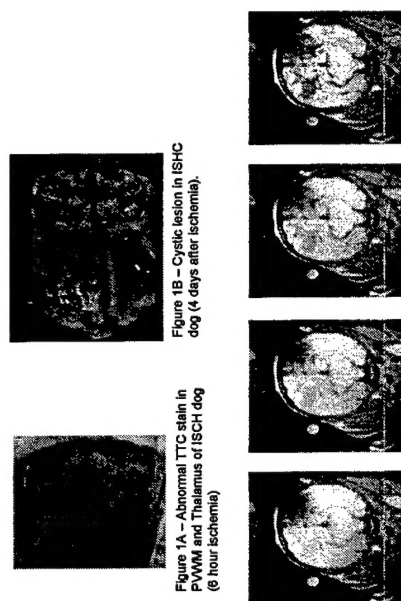 Figure 1A – Abnormal TTC stain in
PVWM and Thalamus of ISCH dog
(6 hour ischemia)
Figure 1B – Cystic lesion in ISHC
dog (4 days after ischemia).